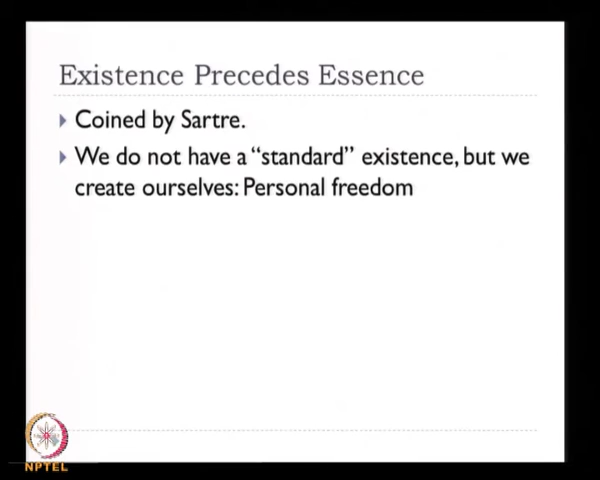 Existence Precedes Essence
Coined by Sartre.
We do not have a “standard” existence, but we
create ourselves: Personal freedom
NPTEL